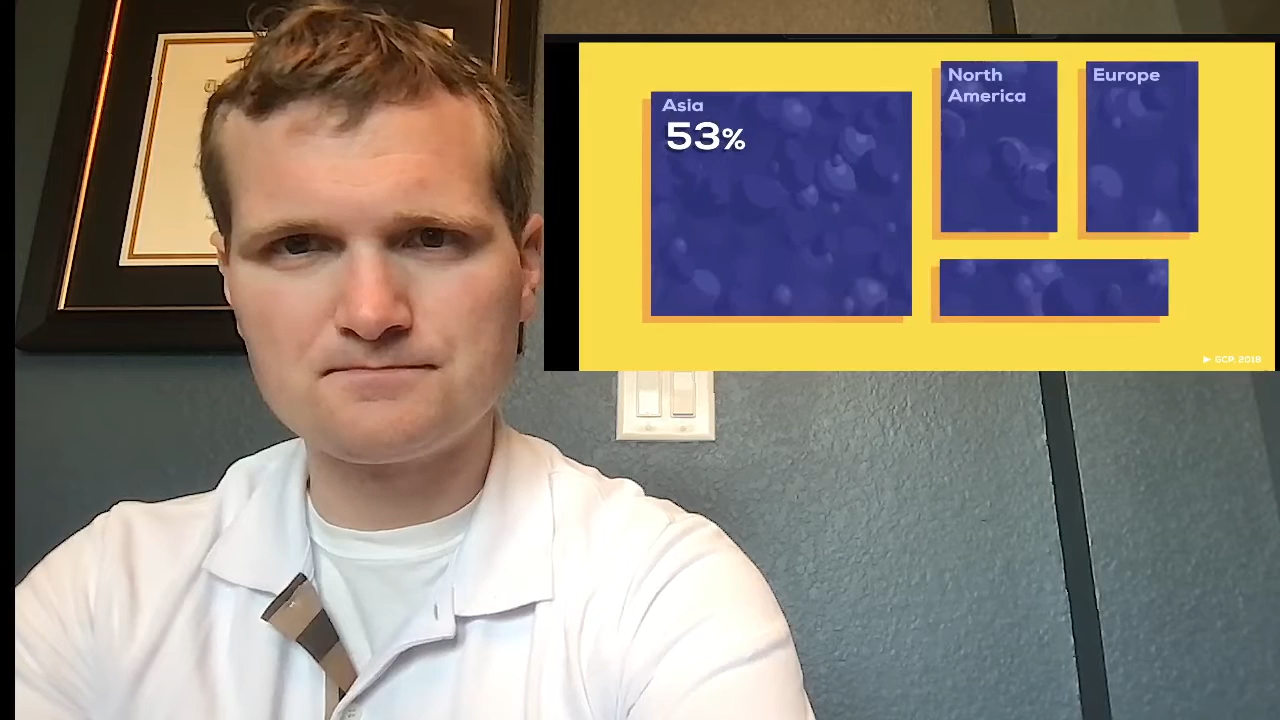 Asia
53%
North
America
Europe
▶ GCP, 2018